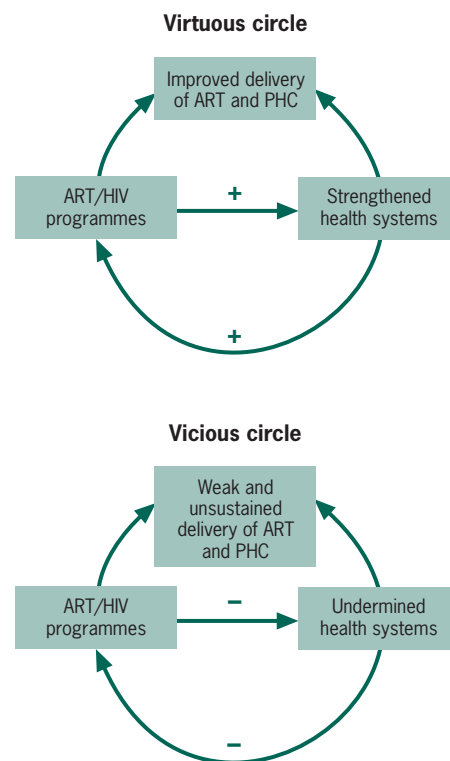 Virtuous circle
Improved delivery
of ART and PHC
ART/HIV
programmes
+
Strengthened
health systems
+
Vicious circle
Weak and
unsustained
delivery of ART
and PHC
ART/HIV
programmes
–
Undermined
health systems
–